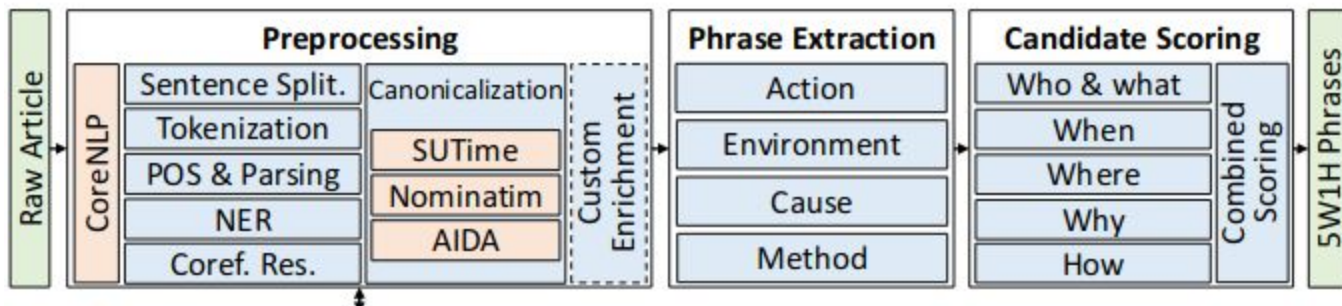 Raw Article
Preprocessing
CoreNLP
Sentence Split.
Tokenization
POS & Parsing
NER
Coref. Res.
Canonicalization
SUTime
Nominatim
AIDA
Custom
Enrichment
Phrase Extraction
Action
Environment
Cause
Method
Candidate Scoring
Who & what
When
Where
Why
How
Combined
Scoring
5W1H Phrases